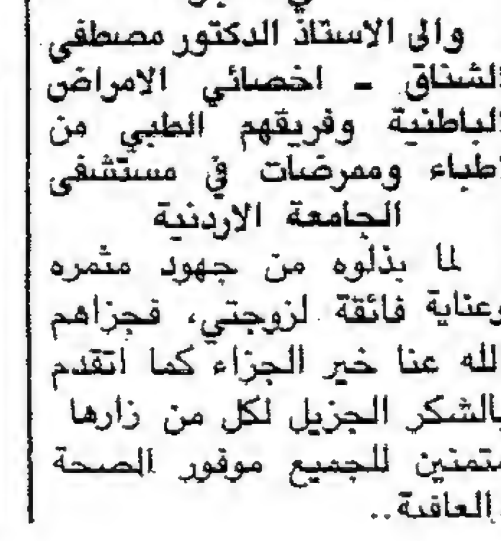 والى الاستاذ الدكتور مصطفى
الشناق - اخصائي الامراض
الباطنية وفريقهم الطبي من
اطباء وممرضات في مستشفى
الجامعة الاردنية
لما بذلوه من جهود مثمره
وعناية فائقة لزوجتي، فجزاهم
الله عنا خير الجزاء كما اتقدم
بالشكر الجزيل لكل من زارها
متمنين للجميع موفور الصحة
والعافية..